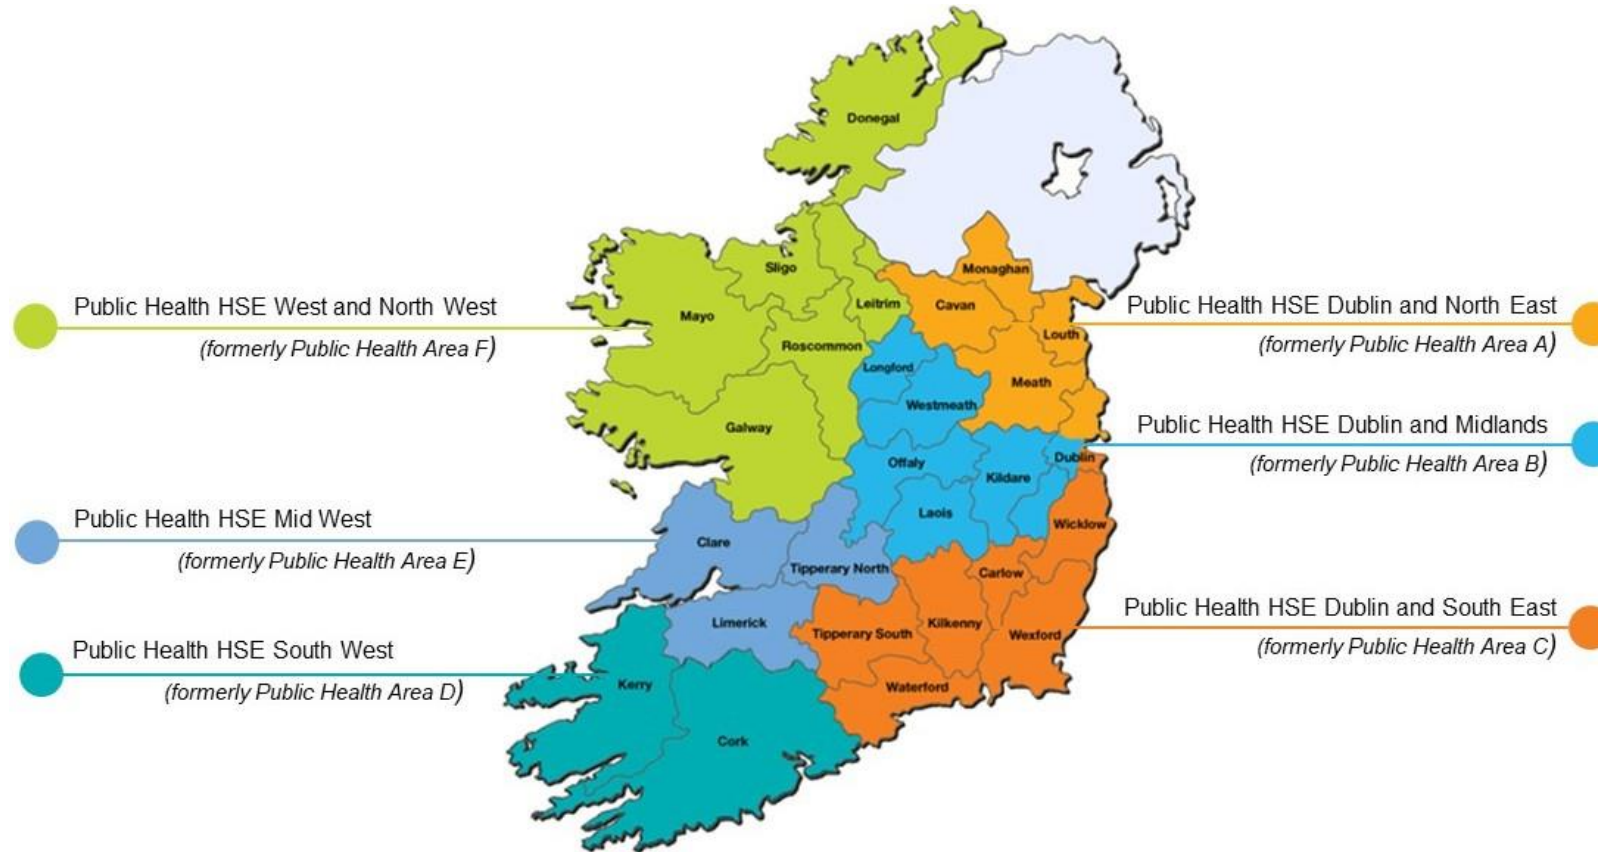 Donegal
Monaghan
Sligo
Cavan
Leitrim
Public Health HSE West and North West
(formerly Public Health Area F)
Mayo
Public Health HSE Dublin and North East
(formerly Public Health Area A)
Louth
Roscommon
Longford
Meath
Westmeath
Galway
Public Health HSE Dublin and Midlands
(formerly Public Health Area B)
Dublin
Offaly
Kildare
Laois
Wicklow
Public Health HSE Mid West
(formerly Public Health Area E)
Clare
Tipperary North
Carlow
Public Health HSE Dublin and South East
(formerly Public Health Area C)
Limerick
Kilkenny
Tipperary South
Wexford
Public Health HSE South West
(formerly Public Health Area D)
Kerry
Waterford
Cork